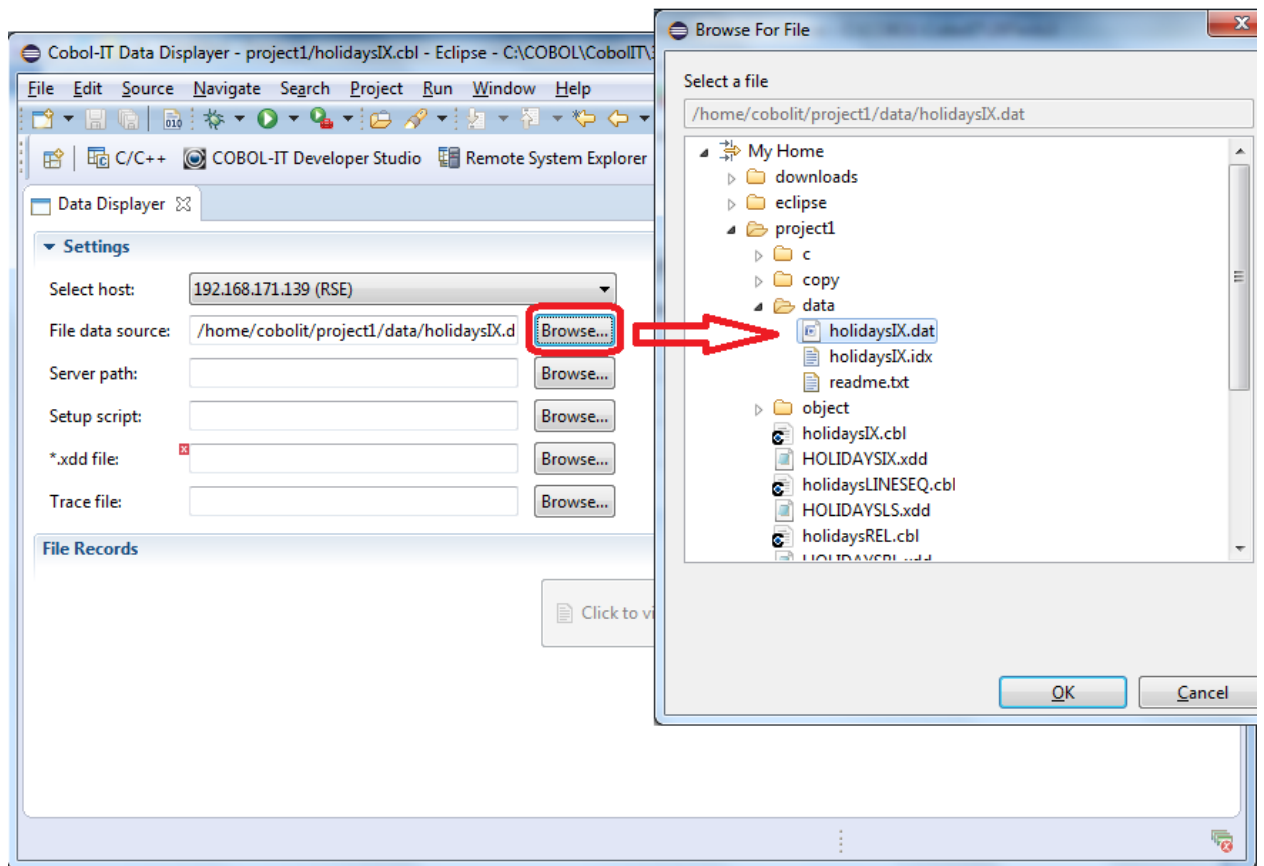 Cobol-IT Data Displayer - project1/holidaysIX.cbl - Eclipse - C:\COBOL\CobolIT\
File Edit Source Navigate Search Project Run Window Help
010
C/C++ COBOL-IT Developer Studio Remote System Explorer
Data Displayer
Settings
Select host: 192.168.171.139 (RSE)
File data source: /home/cobolit/project1/data/holidaysIX.d Browse...
Server path: Browse...
Setup script: Browse...
*.xdd file: Browse...
Trace file: Browse...
File Records
Click to vi
Browse For File
Select a file
/home/cobolit/project1/data/holidaysIX.dat
My Home
downloads
eclipse
project1
c
copy
data
holidaysIX.dat
holidaysIX.idx
readme.txt
object
holidaysIX.cbl
HOLIDAYSIX.xdd
holidaysLINESEQ.cbl
HOLIDAYSLS.xdd
holidaysREL.cbl
OK Cancel